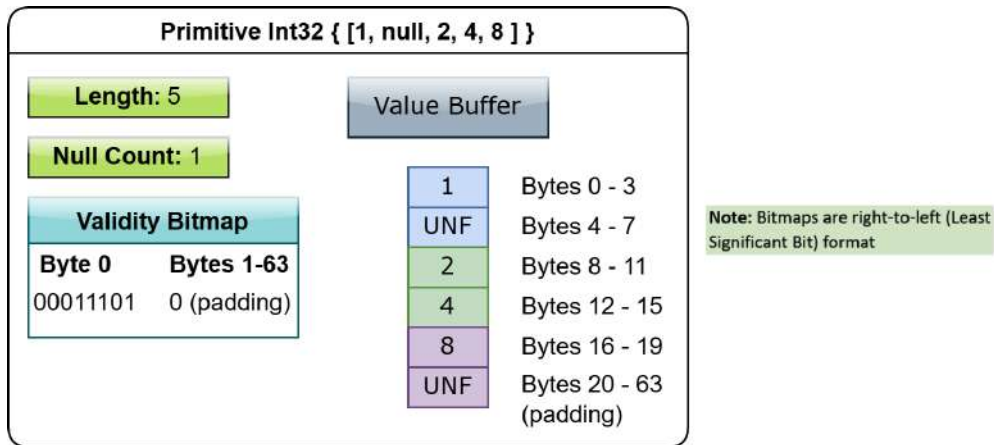 Primitive Int32 { [1, null, 2, 4, 8 ] }
Length: 5
Null Count: 1
Validity Bitmap
Byte 0 Bytes 1-63
00011101 0 (padding)
Value Buffer
1 Bytes 0 - 3
UNF Bytes 4 - 7
2 Bytes 8 - 11
4 Bytes 12 - 15
8 Bytes 16 - 19
UNF Bytes 20 - 63
(padding)
Note: Bitmaps are right-to-left (Least
Significant Bit) format